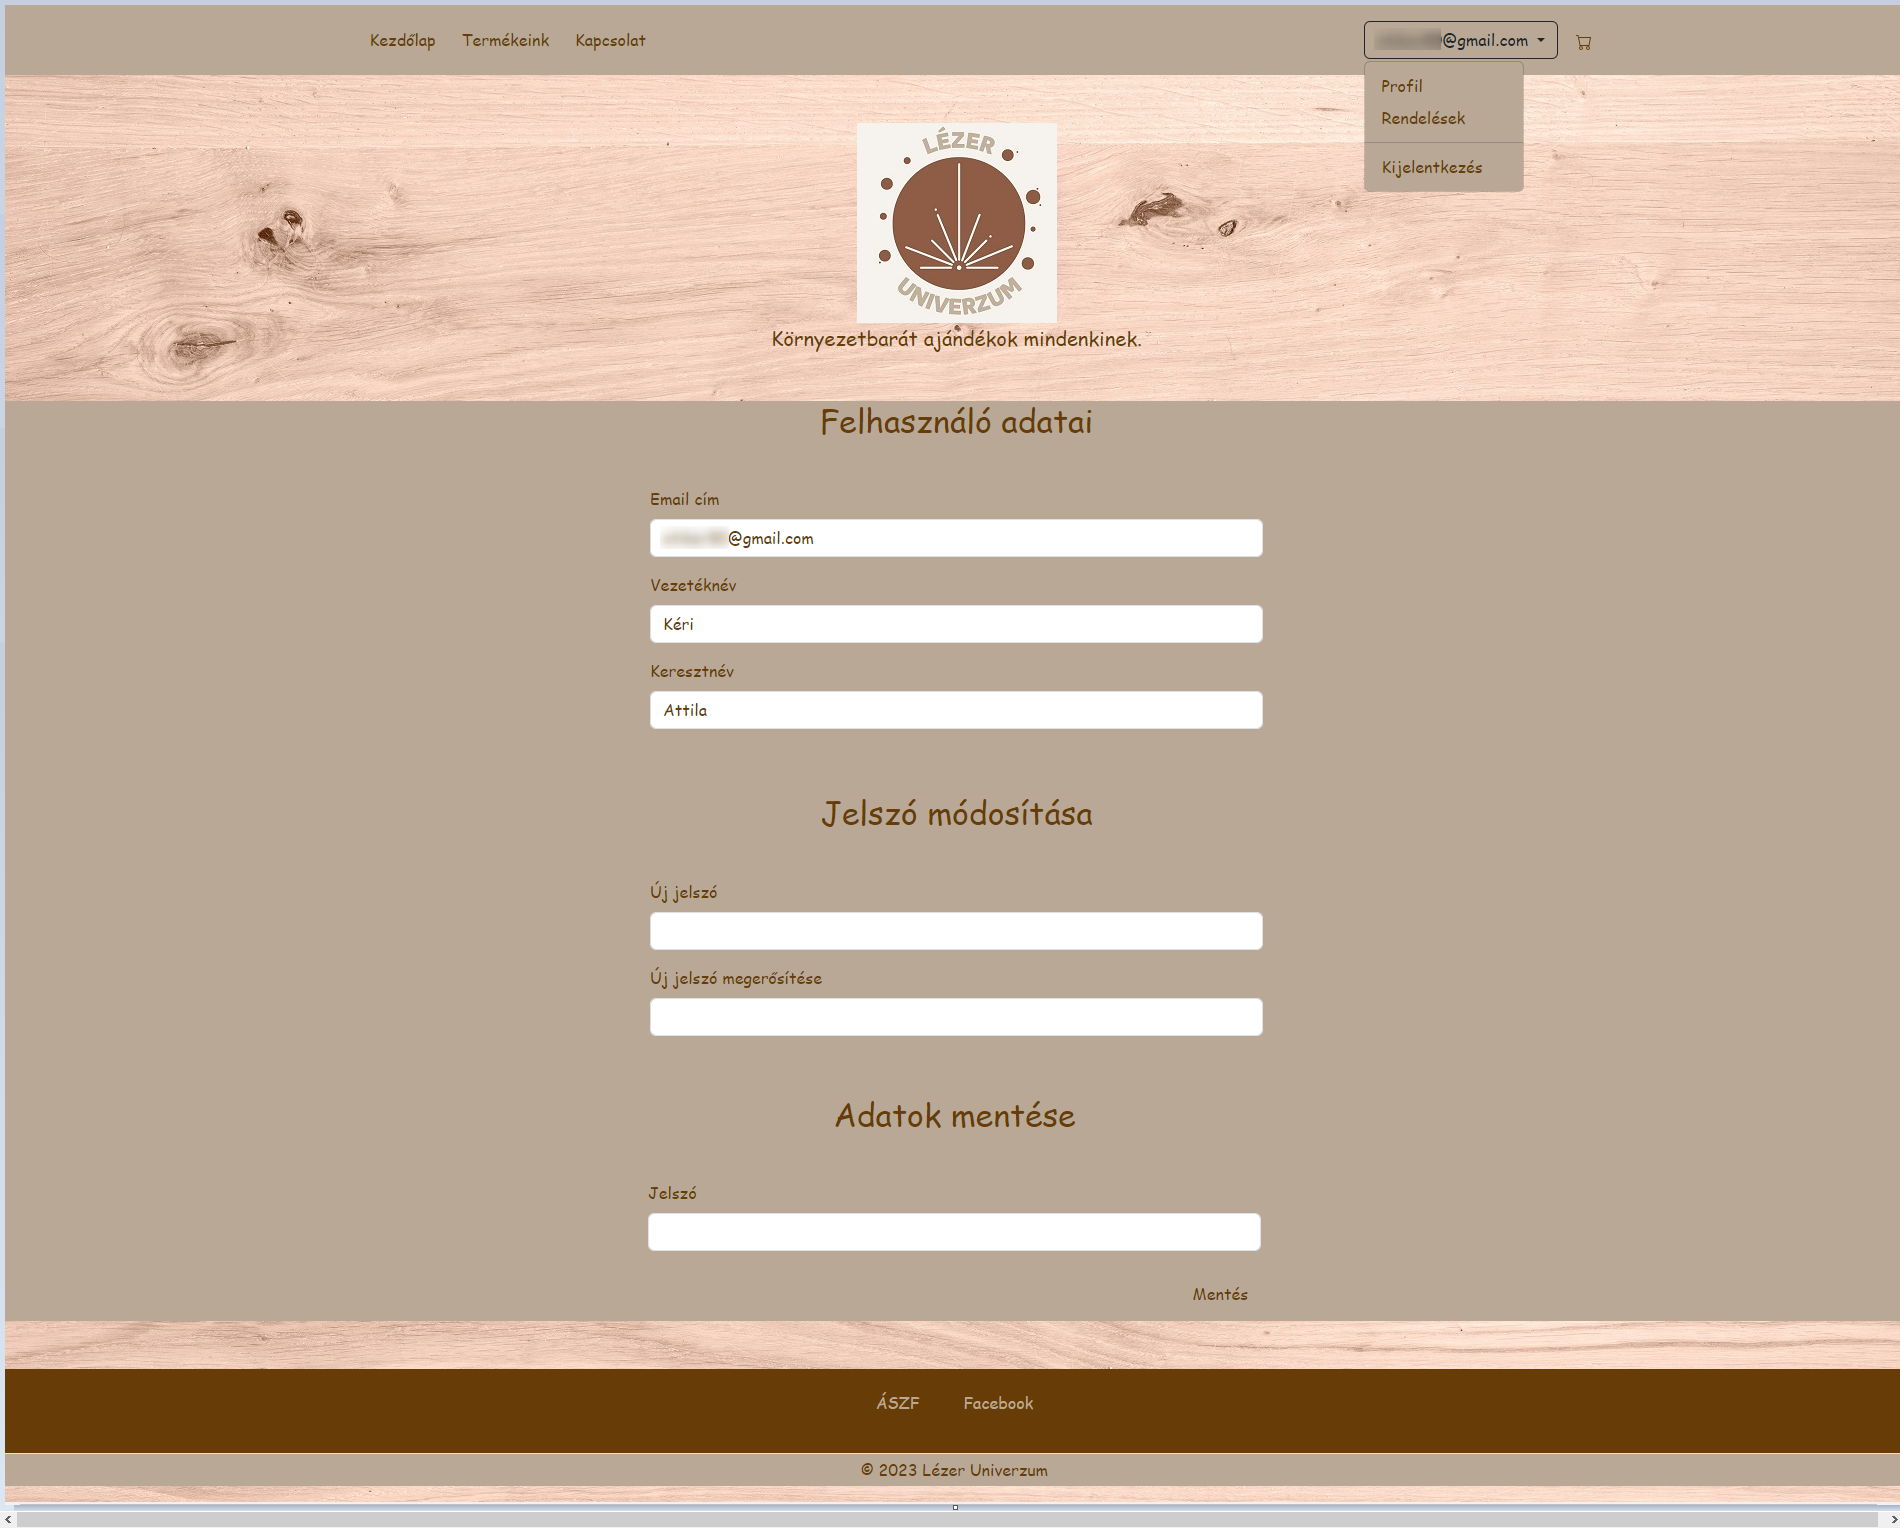 Kezdőlap Termékeink Kapcsolat @gmail.com
Profil
Rendelések
Kijelentkezés
LÉZER
UNIVERZUM
Környezetbarát ajándékok mindenkinek.
Felhasználó adatai
Email cím
@gmail.com
Vezetéknév
Kéri
Keresztnév
Attila
Jelszó módosítása
Új jelszó
Új jelszó megerősítése
Adatok mentése
Jelszó
Mentés
ÁSZF Facebook
© 2023 Lézer Univerzum